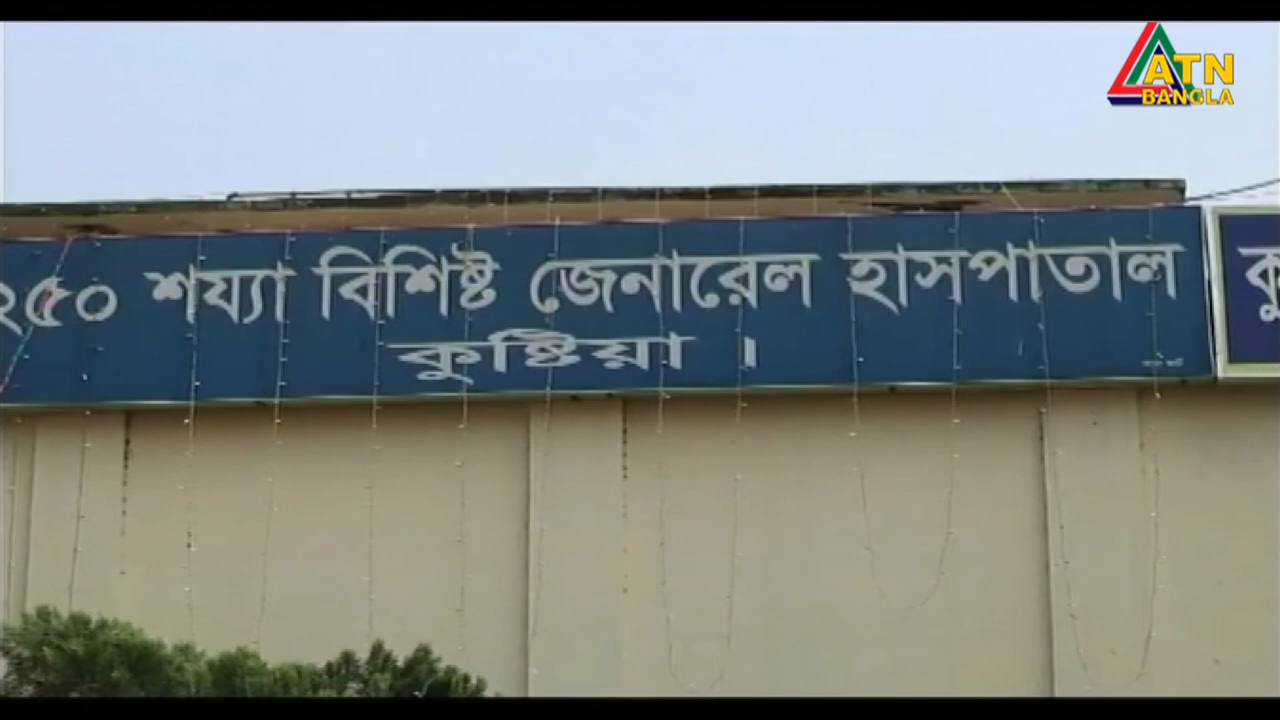 ATN
BANGLA
২৫০ শয্যা বিশিষ্ট জেনারেল হাসপাতাল
কুষ্টিয়া ।
কু